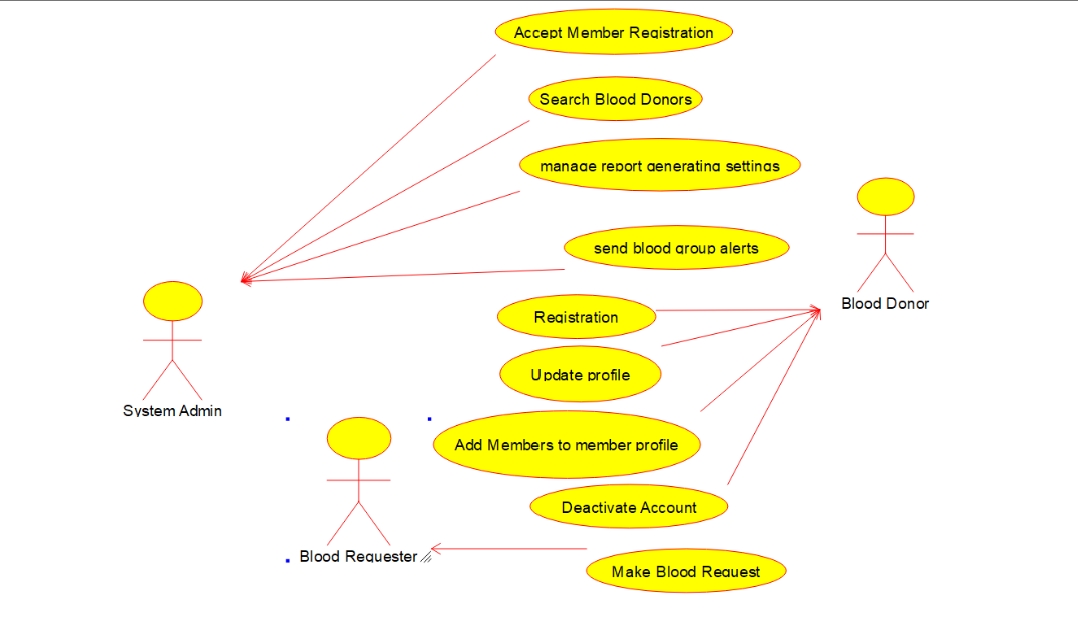 Accept Member Registration
Search Blood Donors
manage report generating settings
send blood group alerts
Blood Donor
Registration
Update profile
System Admin
Add Members to member profile
Deactivate Account
Blood Requester
Make Blood Request